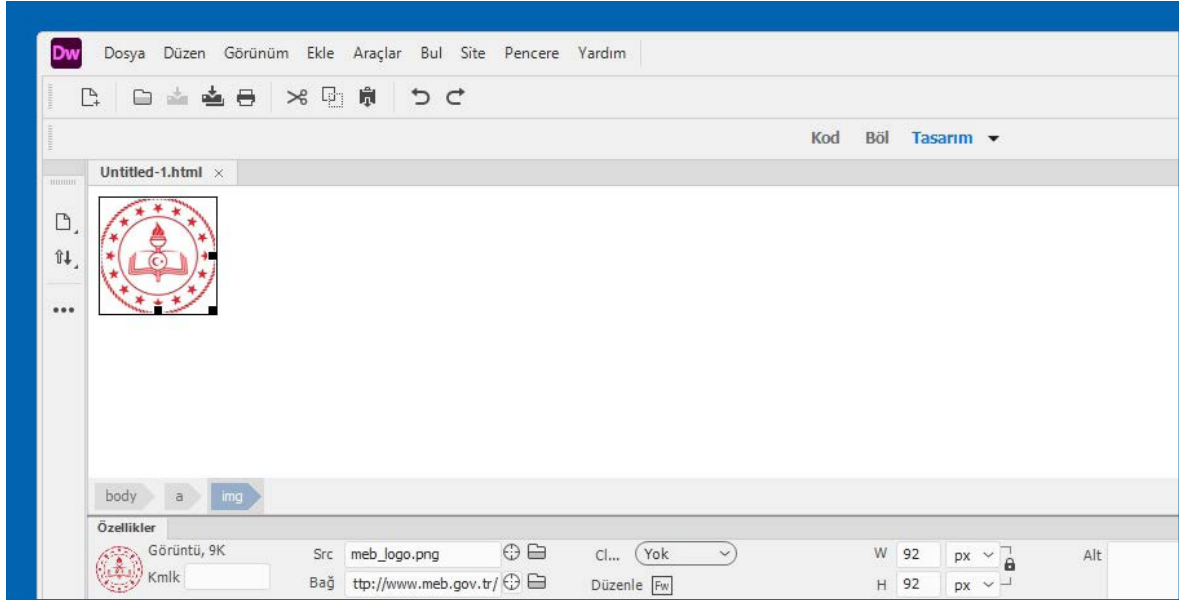 Dw Dosya Düzen Görünüm Ekle Araçlar Bul Site Pencere Yardım
Kod Böl Tasarım
Untitled-1.html ×
body a img
Özellikler
Görüntü, 9K Src meb_logo.png Cl... Yok W 92 px Alt
Kmlk Bağ ttp://www.meb.gov.tr/ Düzenle Fw H 92 px